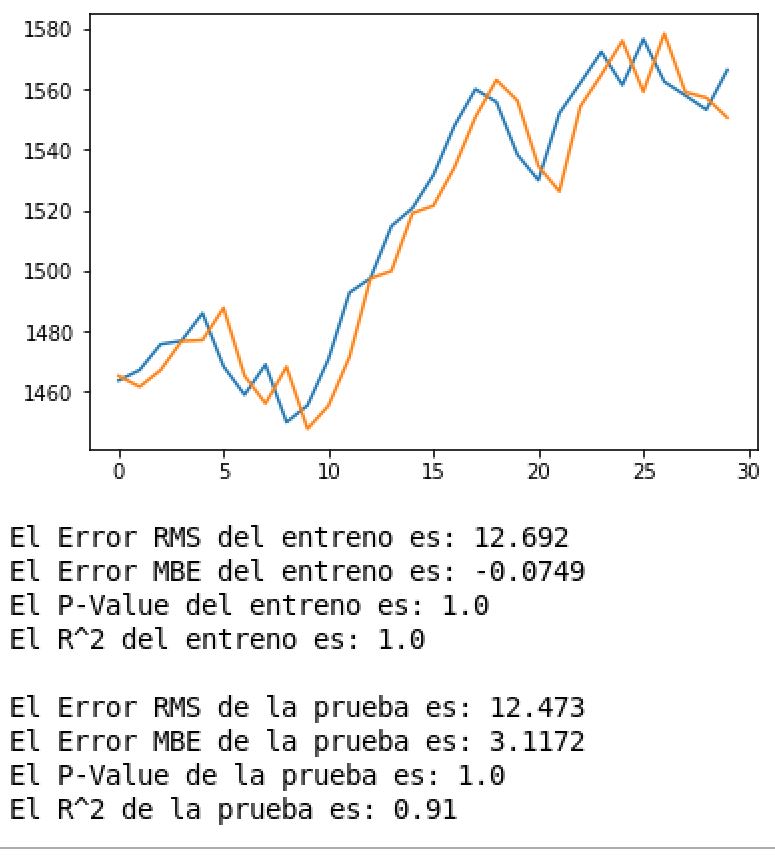 1580
1560
1540
1520
1500
1480
1460
0 5 10 15 20 25 30
El Error RMS del entreno es: 12.692
El Error MBE del entreno es: -0.0749
El P-Value del entreno es: 1.0
El R^2 del entreno es: 1.0
El Error RMS de la prueba es: 12.473
El Error MBE de la prueba es: 3.1172
El P-Value de la prueba es: 1.0
El R^2 de la prueba es: 0.91